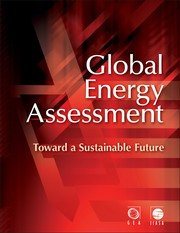 Global
Energy
Assessment
Toward a Sustainable Future
G E A
I I A S A